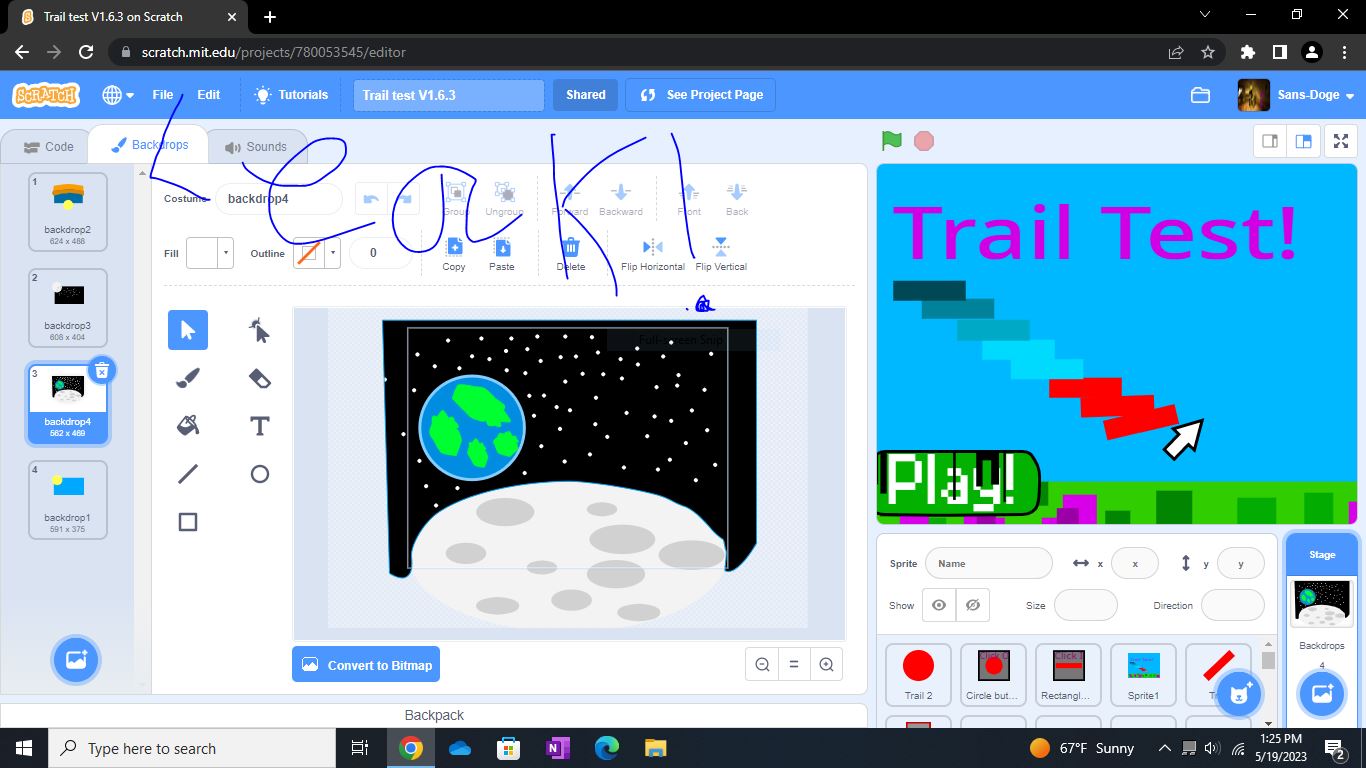 Trail test V1.6.3 on Scratch
scratch.mit.edu/projects/780053545/editor
SCRATCH
File
Edit
Tutorials
Trail test V1.6.3
Shared
See Project Page
Sans-Doge
Code
Backdrops
Sounds
Costume
backdrop4
Group
Ungroup
Forward
Backward
Front
Back
Fill
Outline
0
Copy
Paste
Delete
Flip Horizontal
Flip Vertical
1
backdrop2
624 x 488
2
backdrop3
608 x 404
3
backdrop4
562 x 469
4
backdrop1
591 x 375
Full-screen Snip
Convert to Bitmap
Backpack
Trail Test!
Play!
Sprite
Name
x
x
y
y
Show
Size
Direction
Stage
Backdrops
4
Trail 2
Circle but...
Rectangl...
Sprite1
Type here to search
67°F Sunny
1:25 PM
5/19/2023
2